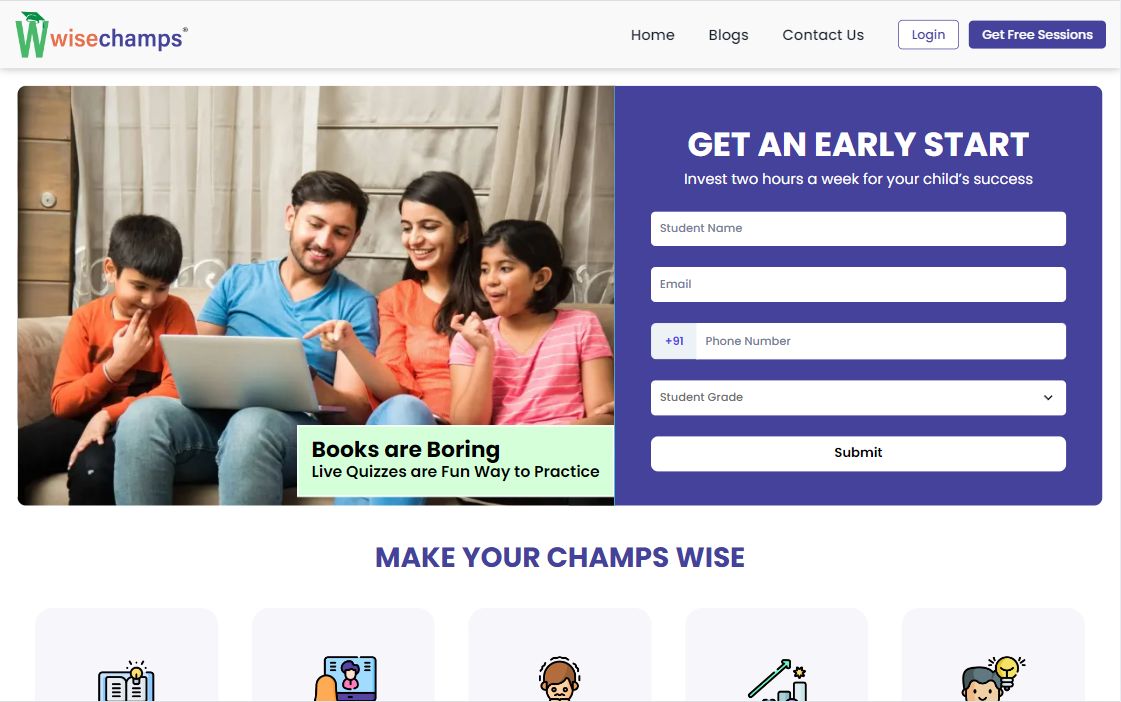 wisechamps®
Home
Blogs
Contact Us
Login
Get Free Sessions
GET AN EARLY START
Invest two hours a week for your child's success
Student Name
Email
+91
Phone Number
Student Grade
Submit
Books are Boring
Live Quizzes are Fun Way to Practice
MAKE YOUR CHAMPS WISE